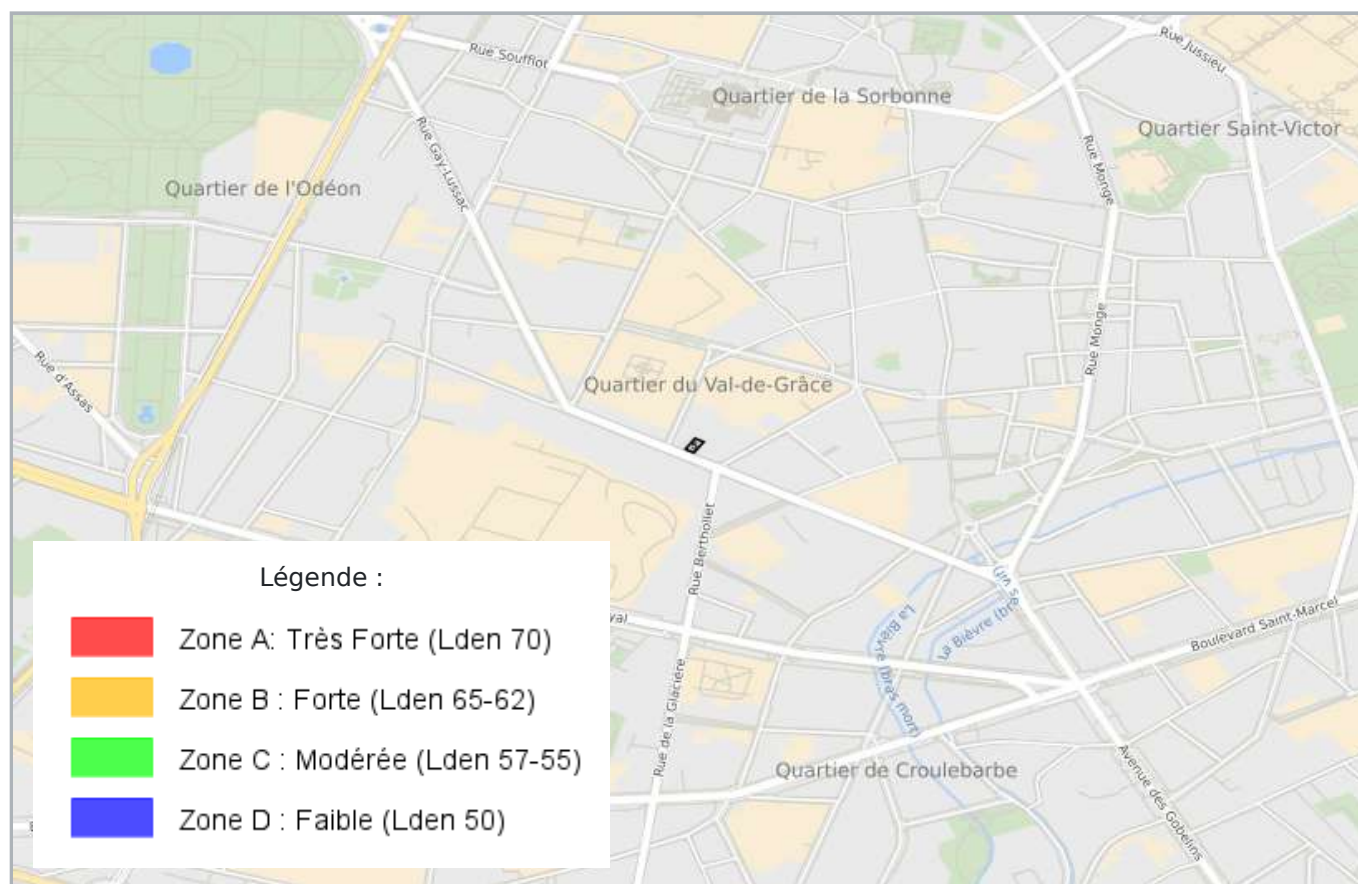 Rue Soufflot
Rue Jussieu
Quartier de la Sorbonne
Quartier Saint-Victor
Rue Gay-Lussac
Rue Monge
Quartier de l'Odéon
Rue Monge
Rue d'Assas
Quartier du Val-de-Grâce
Rue Berthollet
La Bièvre (bras mort)
La Bièvre (bras vif)
Boulevard Saint-Marcel
Rue de la Glacière
Quartier de Croulebarbe
Avenue des Gobelins
Légende :
Zone A: Très Forte (Lden 70)
Zone B : Forte (Lden 65-62)
Zone C : Modérée (Lden 57-55)
Zone D : Faible (Lden 50)